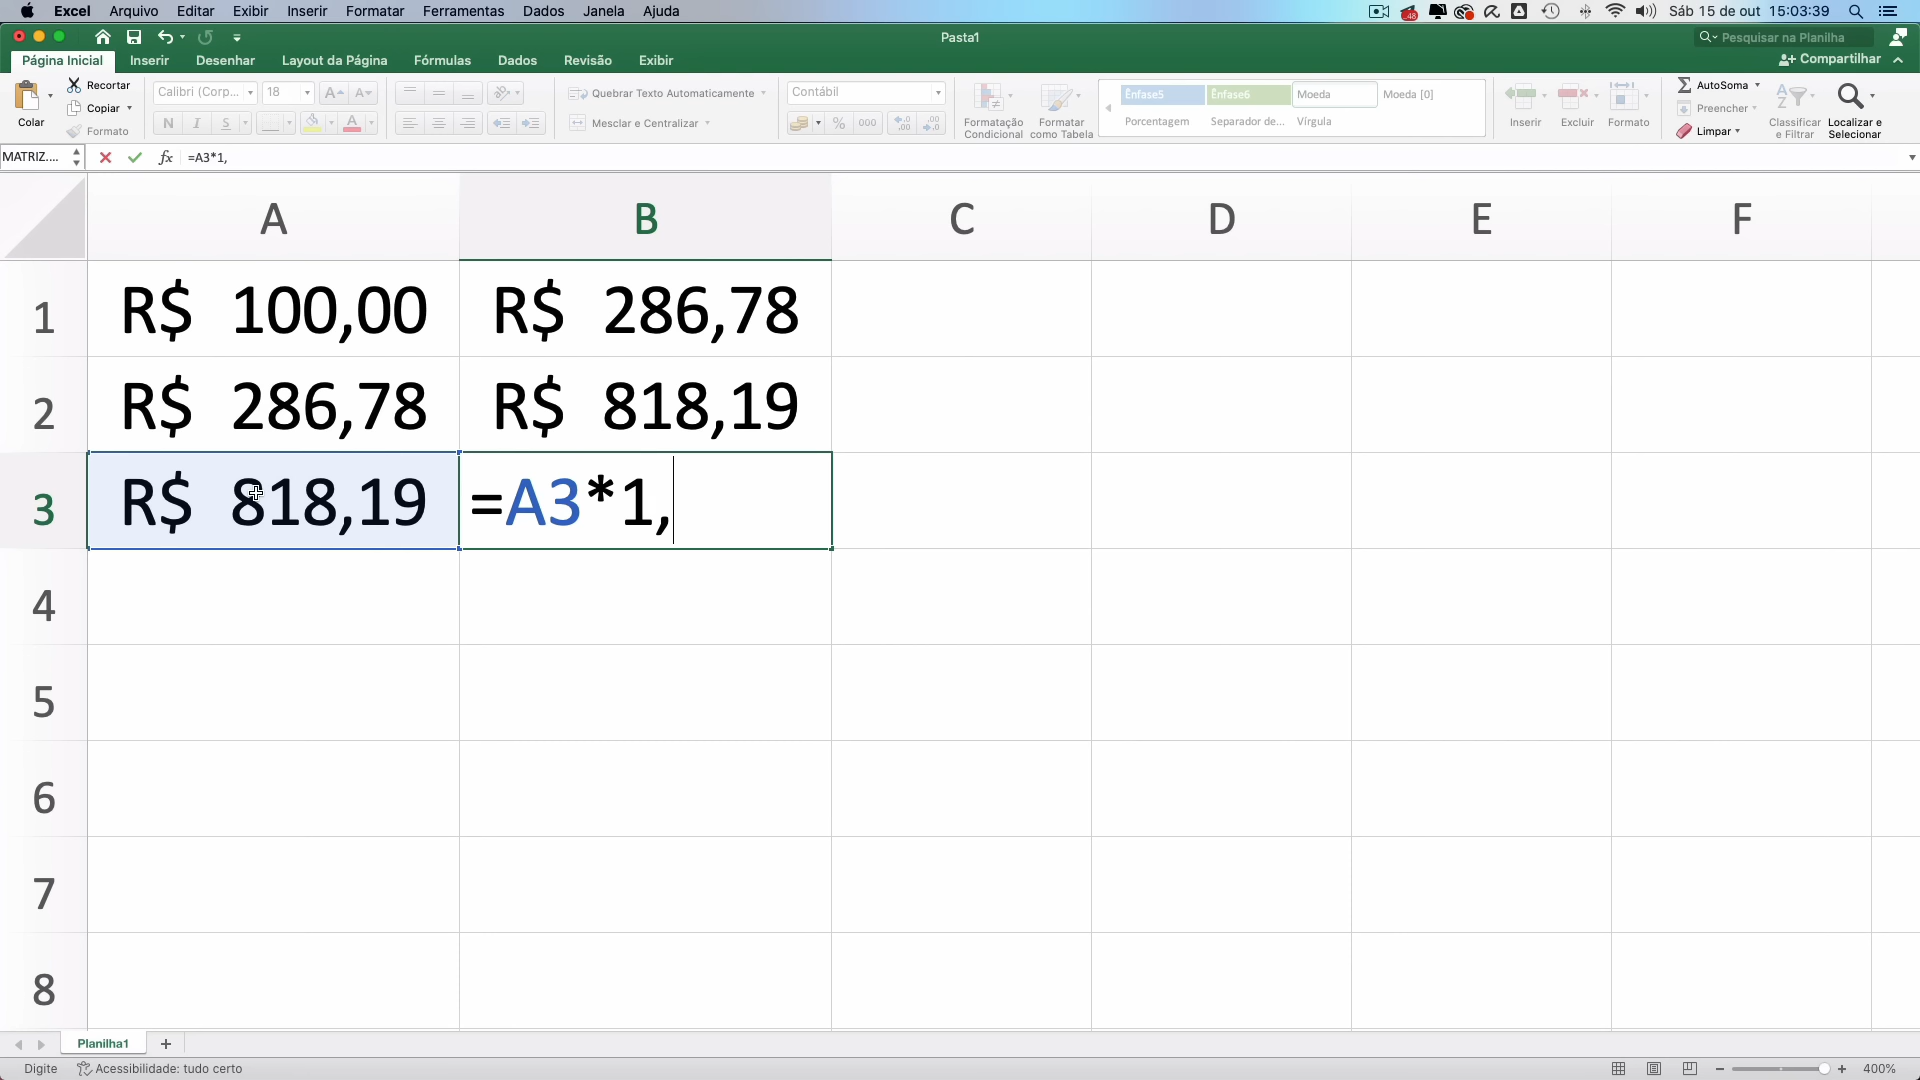 Excel Arquivo Editar Exibir Inserir Formatar Ferramentas Dados Janela Ajuda Sáb 15 de out 15:03:39
Pasta1
Pesquisar na Planilha
Página Inicial Inserir Desenhar Layout da Página Fórmulas Dados Revisão Exibir Compartilhar
Colar
Recortar
Copiar
Formato
Calibri (Corp... 18 A A
N I S A
Quebrar Texto Automaticamente
Mesclar e Centralizar
Contábil
% 000
Formatação
Condicional
Formatar
como Tabela
Ênfase5 Ênfase6 Moeda Moeda [0]
Porcentagem Separador de... Vírgula
Inserir Excluir Formato
AutoSoma
Preencher
Limpar
Classificar
e Filtrar
Localizar e
Selecionar
MATRIZ.... fx =A3*1,
A B C D E F
1 R$ 100,00 R$ 286,78
2 R$ 286,78 R$ 818,19
3 R$ 818,19 =A3*1,
4
5
6
7
8
Planilha1
Digite Acessibilidade: tudo certo 400%